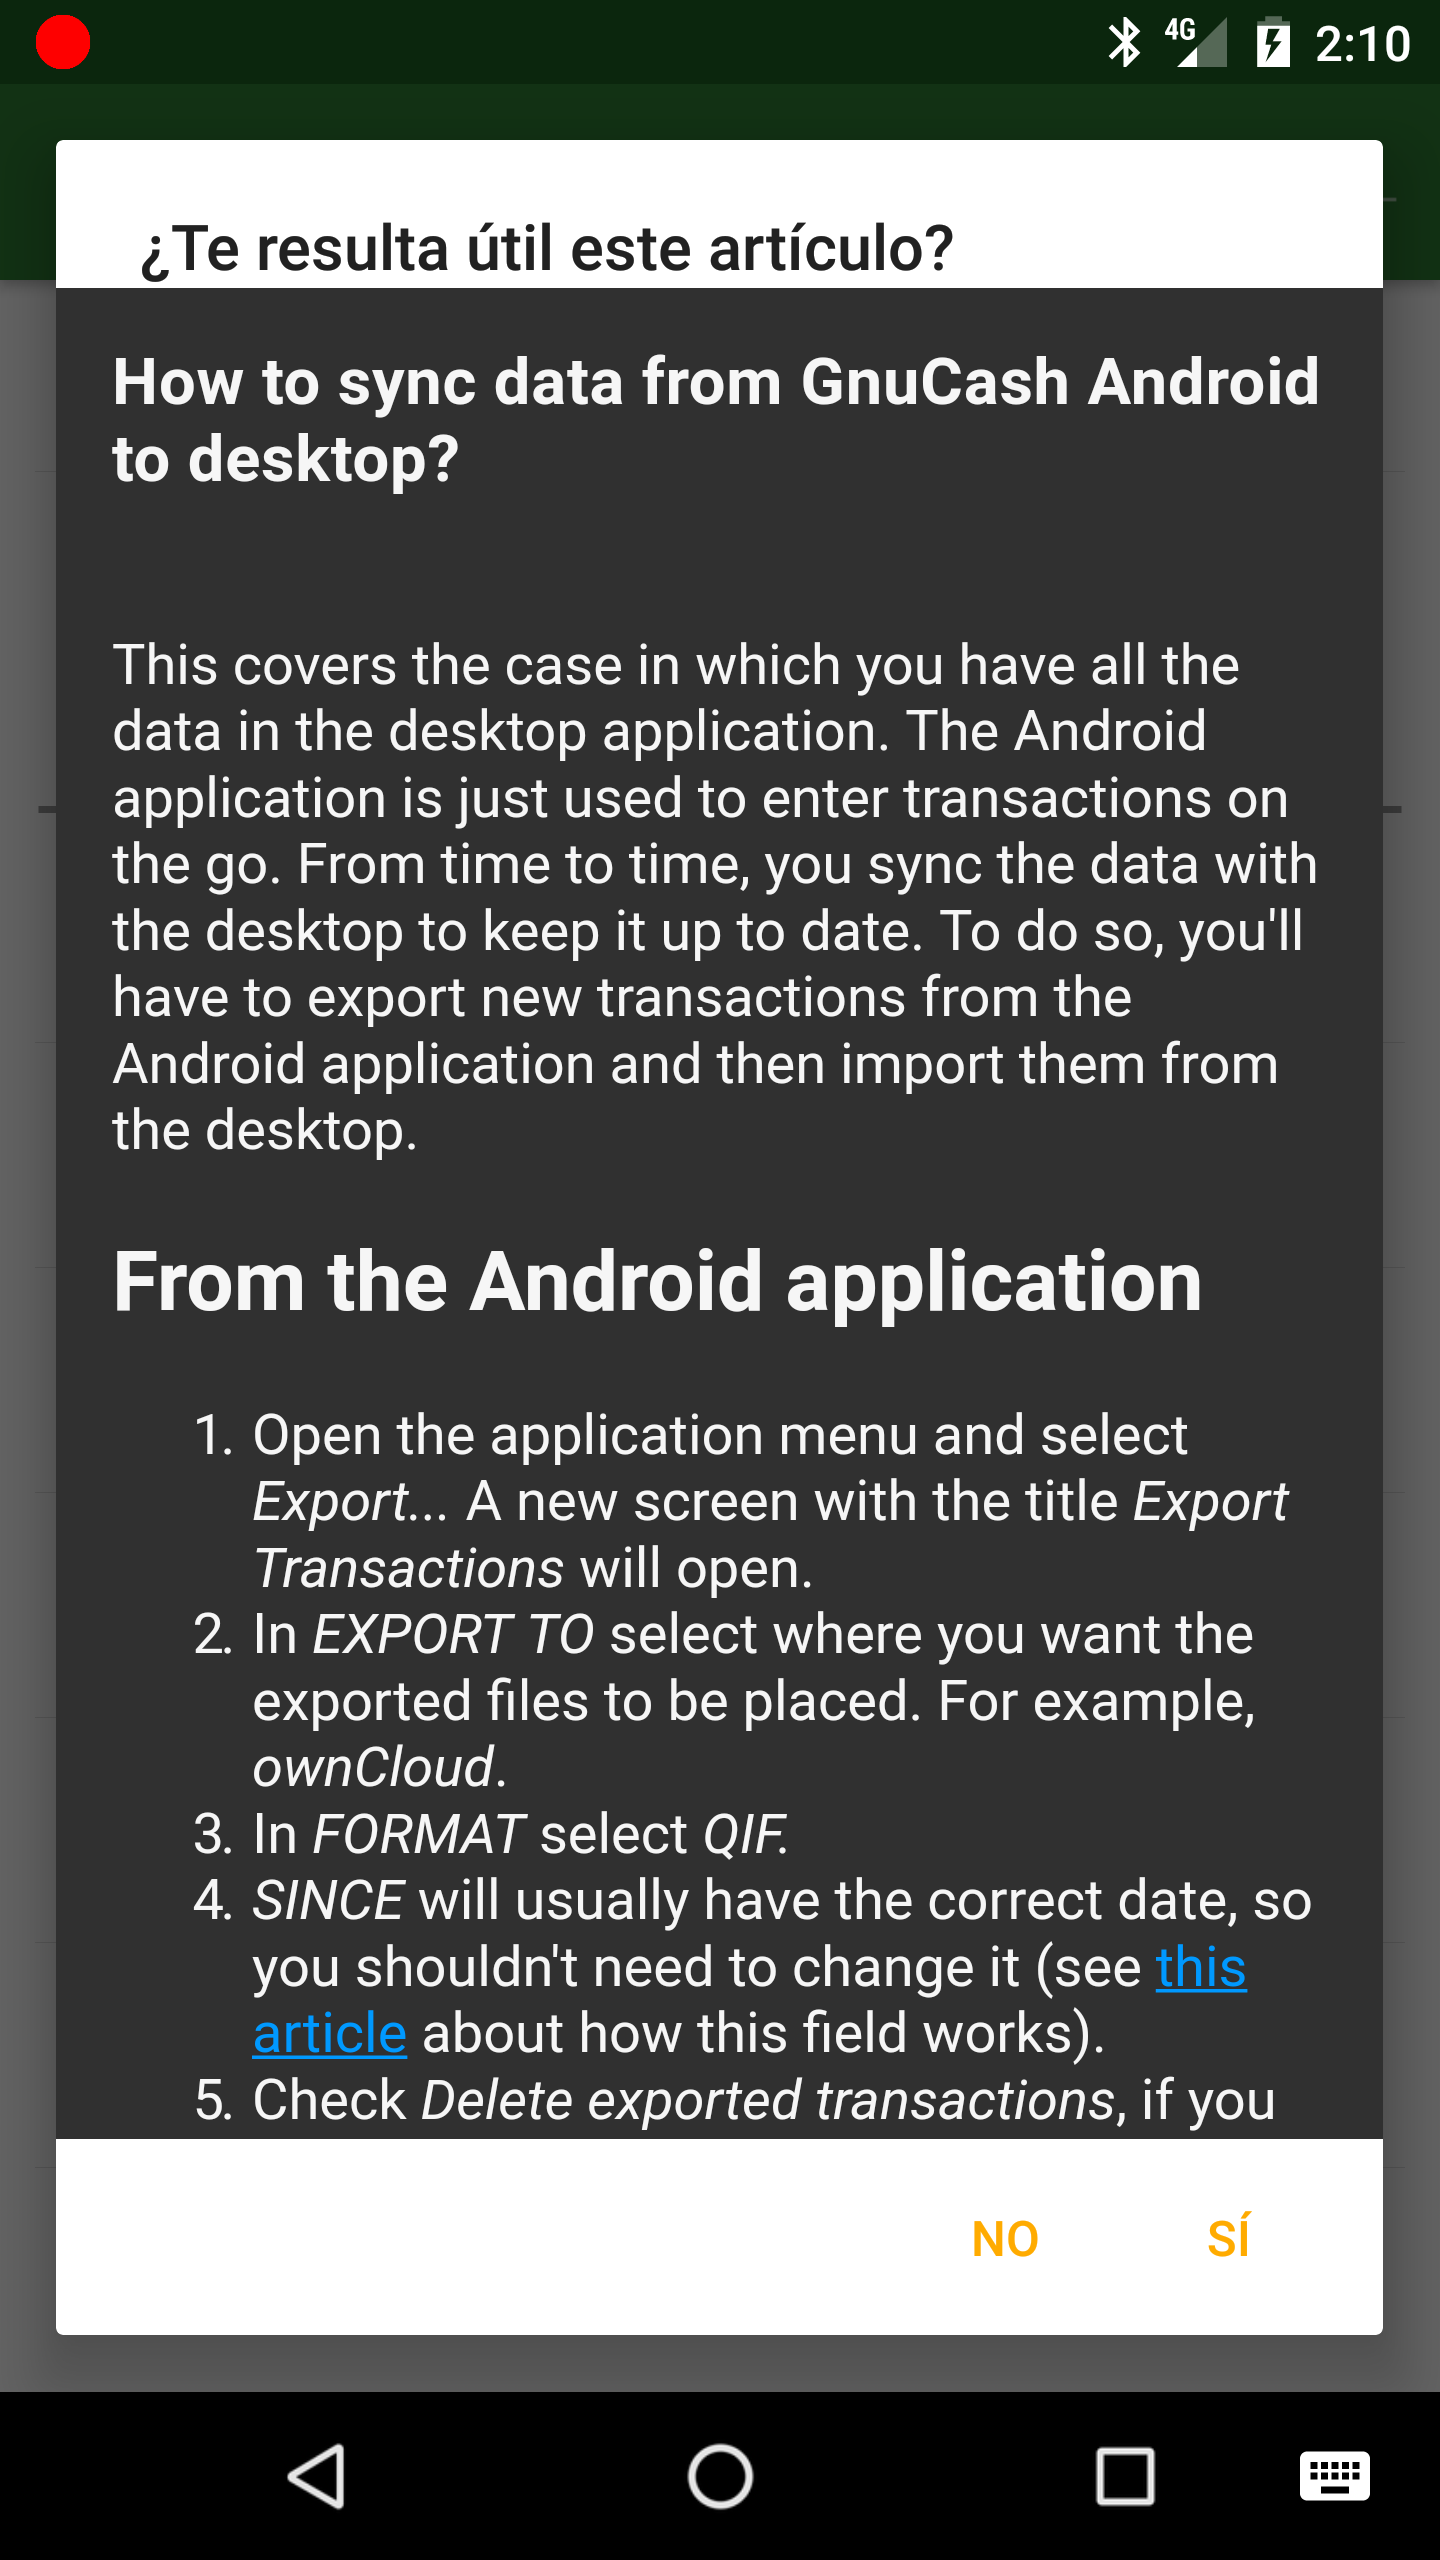 4G 2:10
¿Te resulta útil este artículo?
How to sync data from GnuCash Android
to desktop?
This covers the case in which you have all the
data in the desktop application. The Android
application is just used to enter transactions on
the go. From time to time, you sync the data with
the desktop to keep it up to date. To do so, you'll
have to export new transactions from the
Android application and then import them from
the desktop.
From the Android application
1. Open the application menu and select
Export... A new screen with the title Export
Transactions will open.
2. In EXPORT TO select where you want the
exported files to be placed. For example,
ownCloud.
3. In FORMAT select QIF.
4. SINCE will usually have the correct date, so
you shouldn't need to change it (see this
article about how this field works).
5. Check Delete exported transactions, if you
NO SÍ